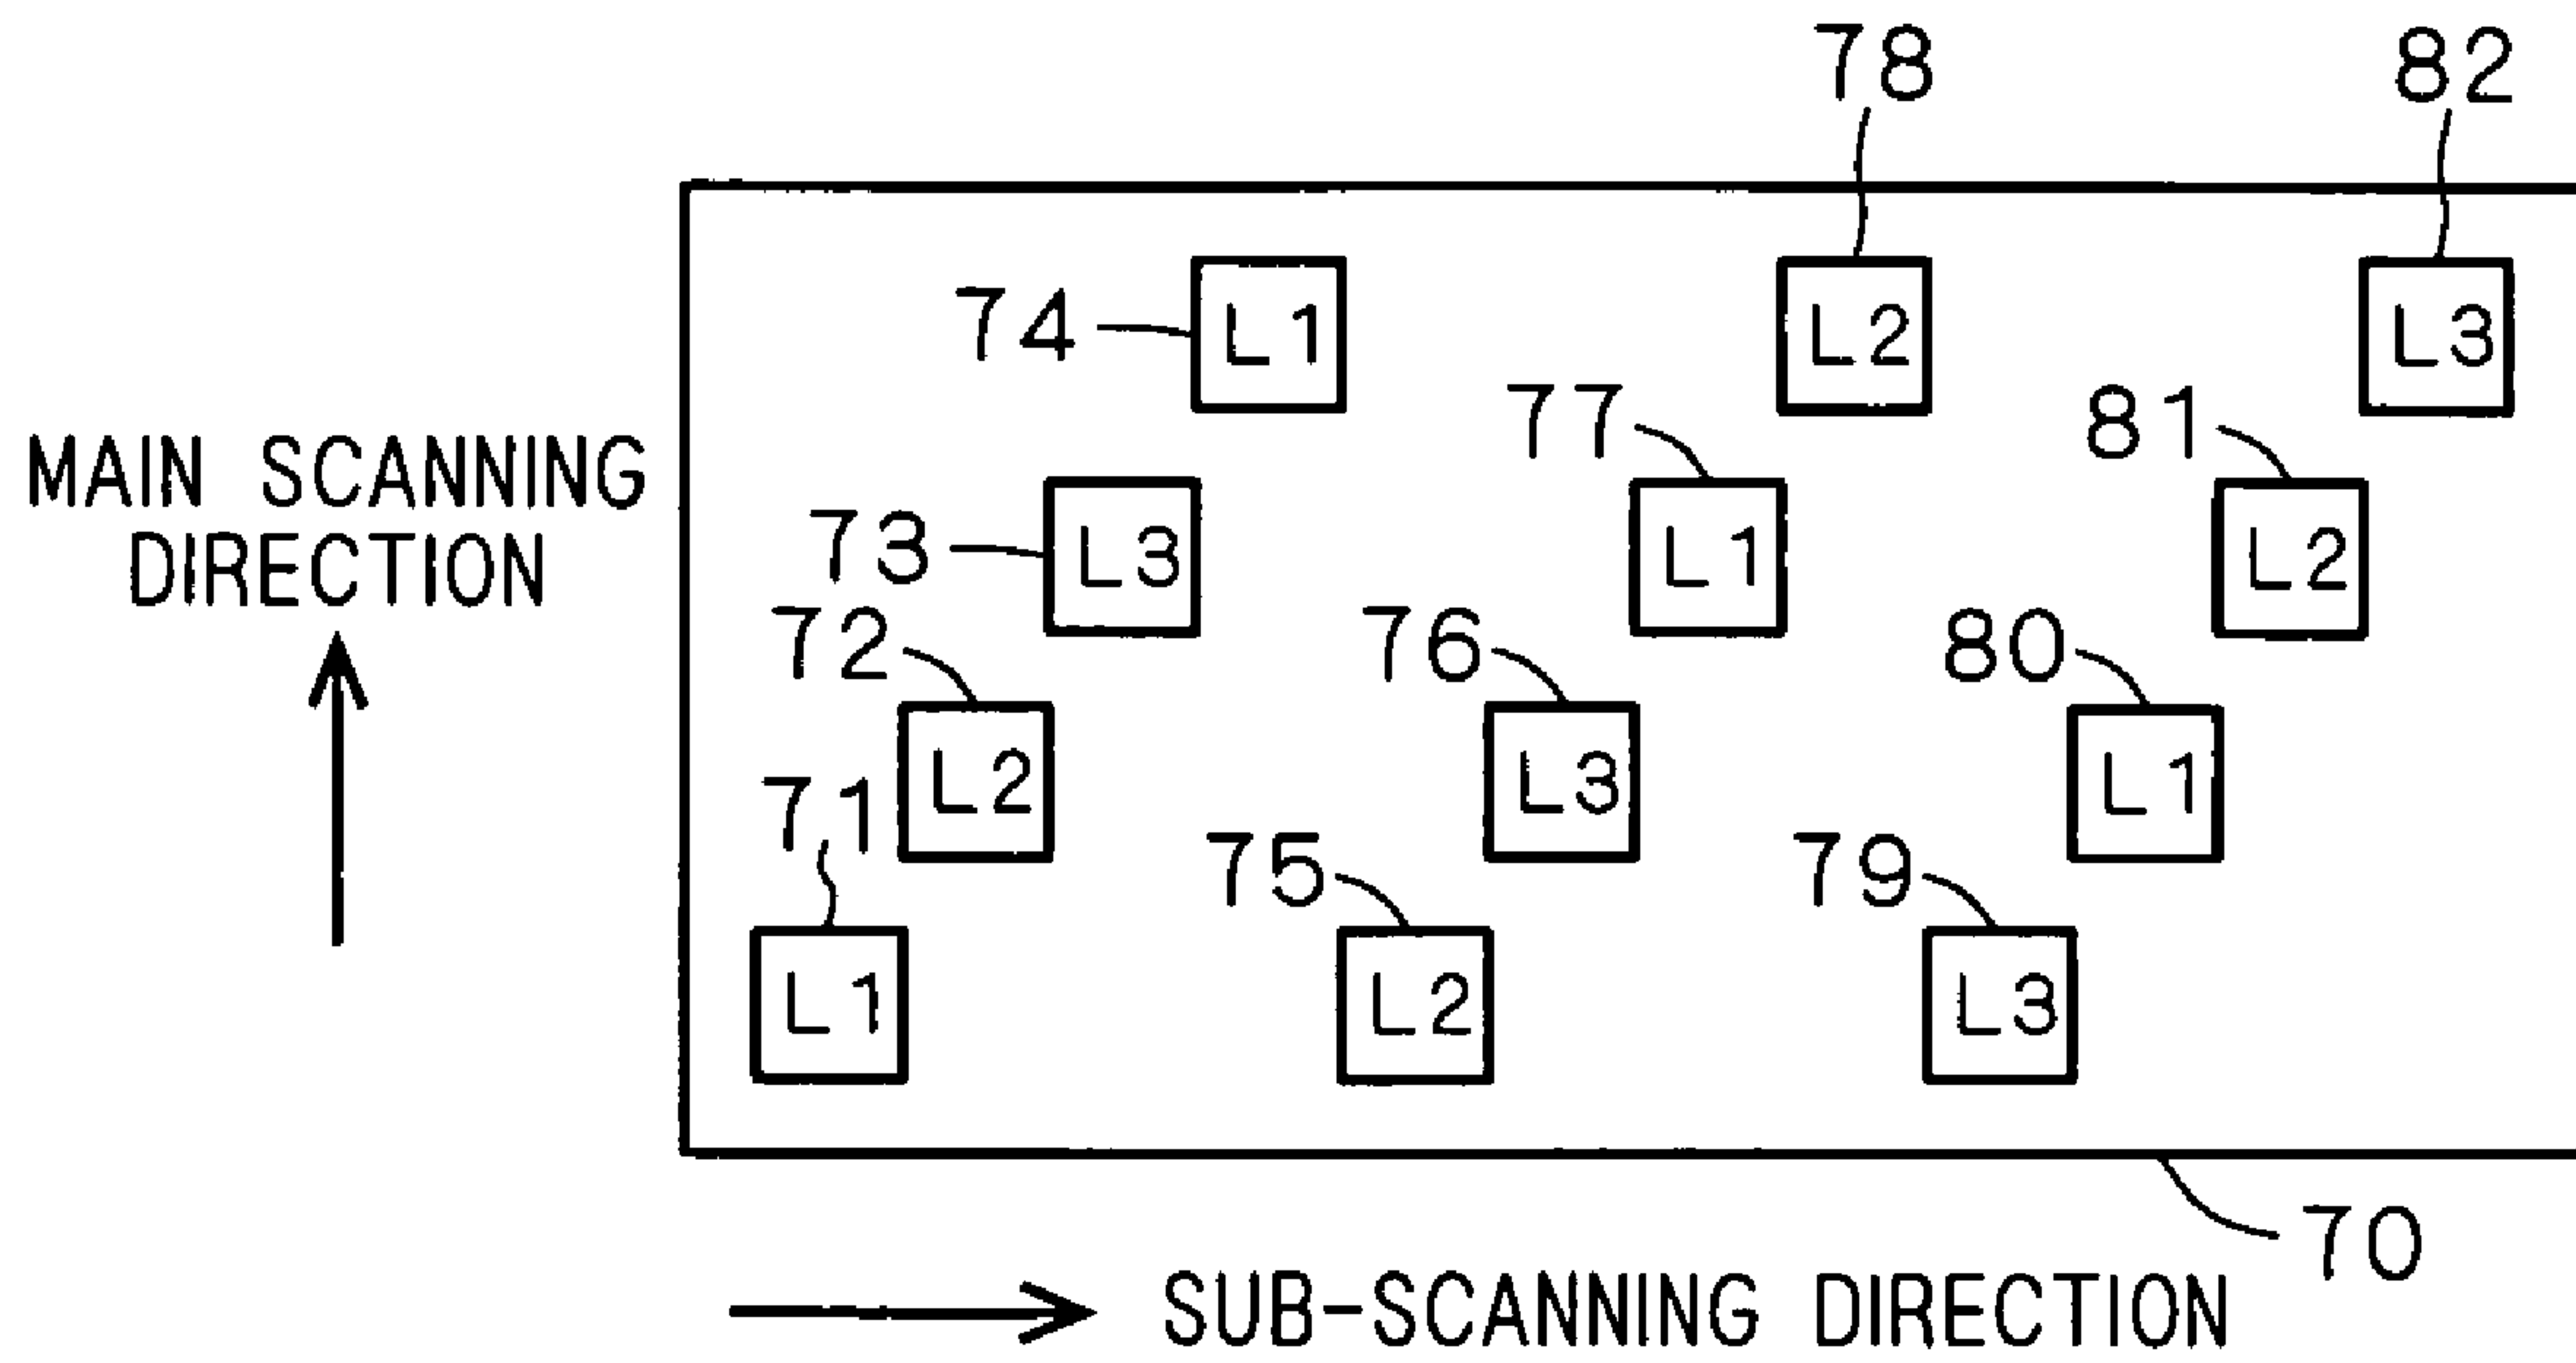 78 82
74 L1 L2 L3
77 81
MAIN SCANNING
DIRECTION
73 L3 L1 L2
72 76 80
L2 L3 L1
71
75 79
L1 L2 L3
70
SUB-SCANNING DIRECTION